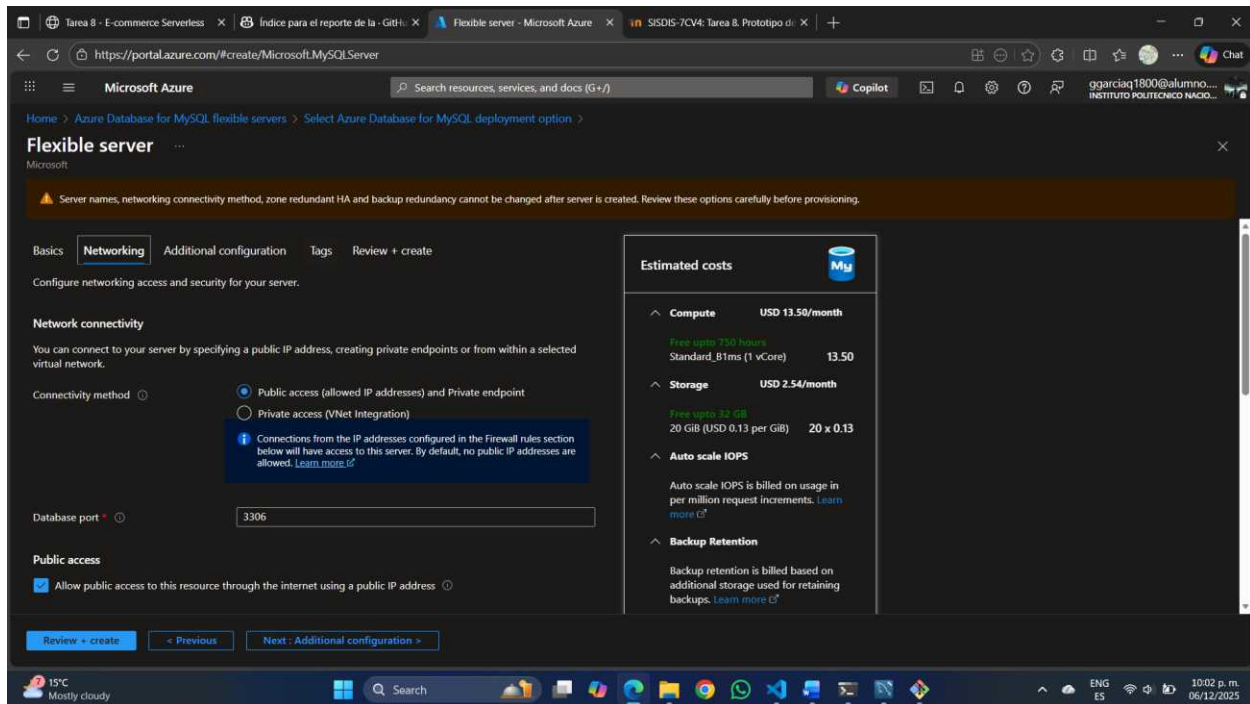 Tarea 8 - E-commerce Serverless
Índice para el reporte de la · GitHu
Flexible server - Microsoft Azure
SISDIS-7CV4: Tarea 8. Prototipo de
https://portal.azure.com/#create/Microsoft.MySQLServer
Chat
Microsoft Azure
Search resources, services, and docs (G+/)
Copilot
ggarciaq1800@alumno....
INSTITUTO POLITECNICO NACIO...
Home > Azure Database for MySQL flexible servers > Select Azure Database for MySQL deployment option >
Flexible server ...
Microsoft
Server names, networking connectivity method, zone redundant HA and backup redundancy cannot be changed after server is created. Review these options carefully before provisioning.
Basics Networking Additional configuration Tags Review + create
Configure networking access and security for your server.
Network connectivity
You can connect to your server by specifying a public IP address, creating private endpoints or from within a selected
virtual network.
Connectivity method
Public access (allowed IP addresses) and Private endpoint
Private access (VNet Integration)
Connections from the IP addresses configured in the Firewall rules section
below will have access to this server. By default, no public IP addresses are
allowed. Learn more
Database port *
3306
Public access
Allow public access to this resource through the internet using a public IP address
Estimated costs
My
Compute USD 13.50/month
Free upto 750 hours
Standard_B1ms (1 vCore) 13.50
Storage USD 2.54/month
Free upto 32 GB
20 GiB (USD 0.13 per GiB) 20 x 0.13
Auto scale IOPS
Auto scale IOPS is billed on usage in
per million request increments. Learn
more
Backup Retention
Backup retention is billed based on
additional storage used for retaining
backups. Learn more
Review + create
< Previous
Next : Additional configuration >
7
15°C
Mostly cloudy
Search
ENG
ES
10:02 p. m.
06/12/2025